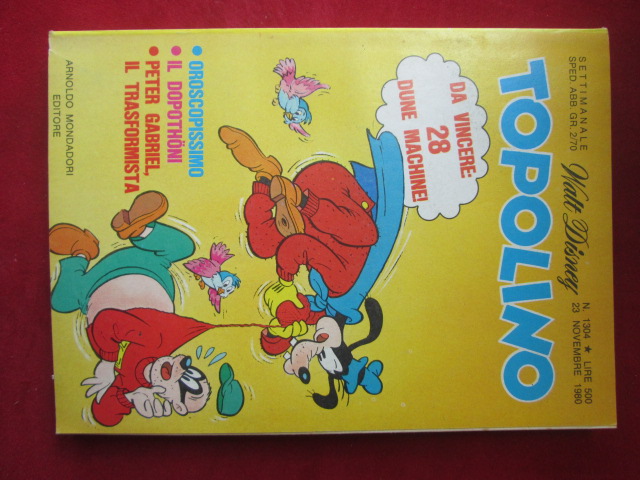 SETTIMANALE
SPED ABB. GR. 2/70
Walt Disney
N. 1304 ★ LIRE 500
23 NOVEMBRE 1980
TOPOLINO
DA VINCERE:
28
DUNE MACHINE!
• OROSCOPISSIMO
• IL DOPOTHÖNI
• PETER GABRIEL,
IL TRASFORMISTA
ARNOLDO MONDADORI
EDITORE